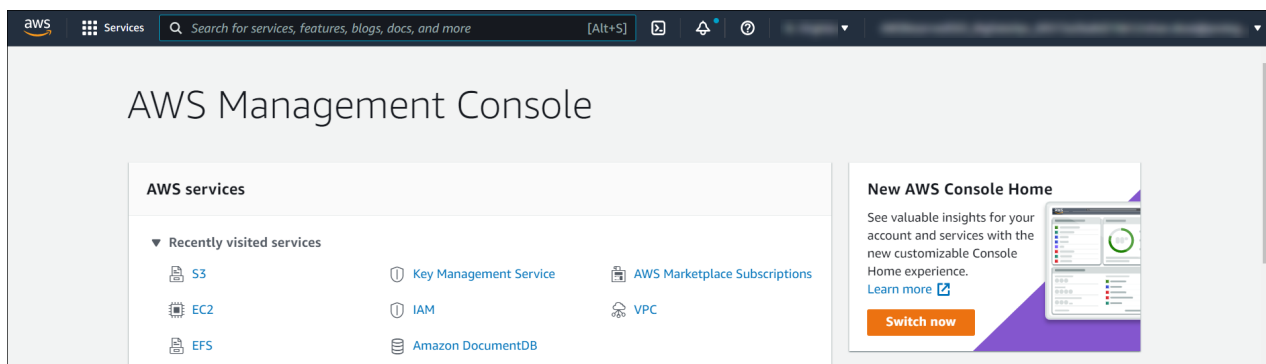 aws
Services
Search for services, features, blogs, docs, and more
[Alt+S]
AWS Management Console
AWS services
Recently visited services
S3
Key Management Service
AWS Marketplace Subscriptions
EC2
IAM
VPC
EFS
Amazon DocumentDB
New AWS Console Home
See valuable insights for your
account and services with the
new customizable Console
Home experience.
Learn more
Switch now